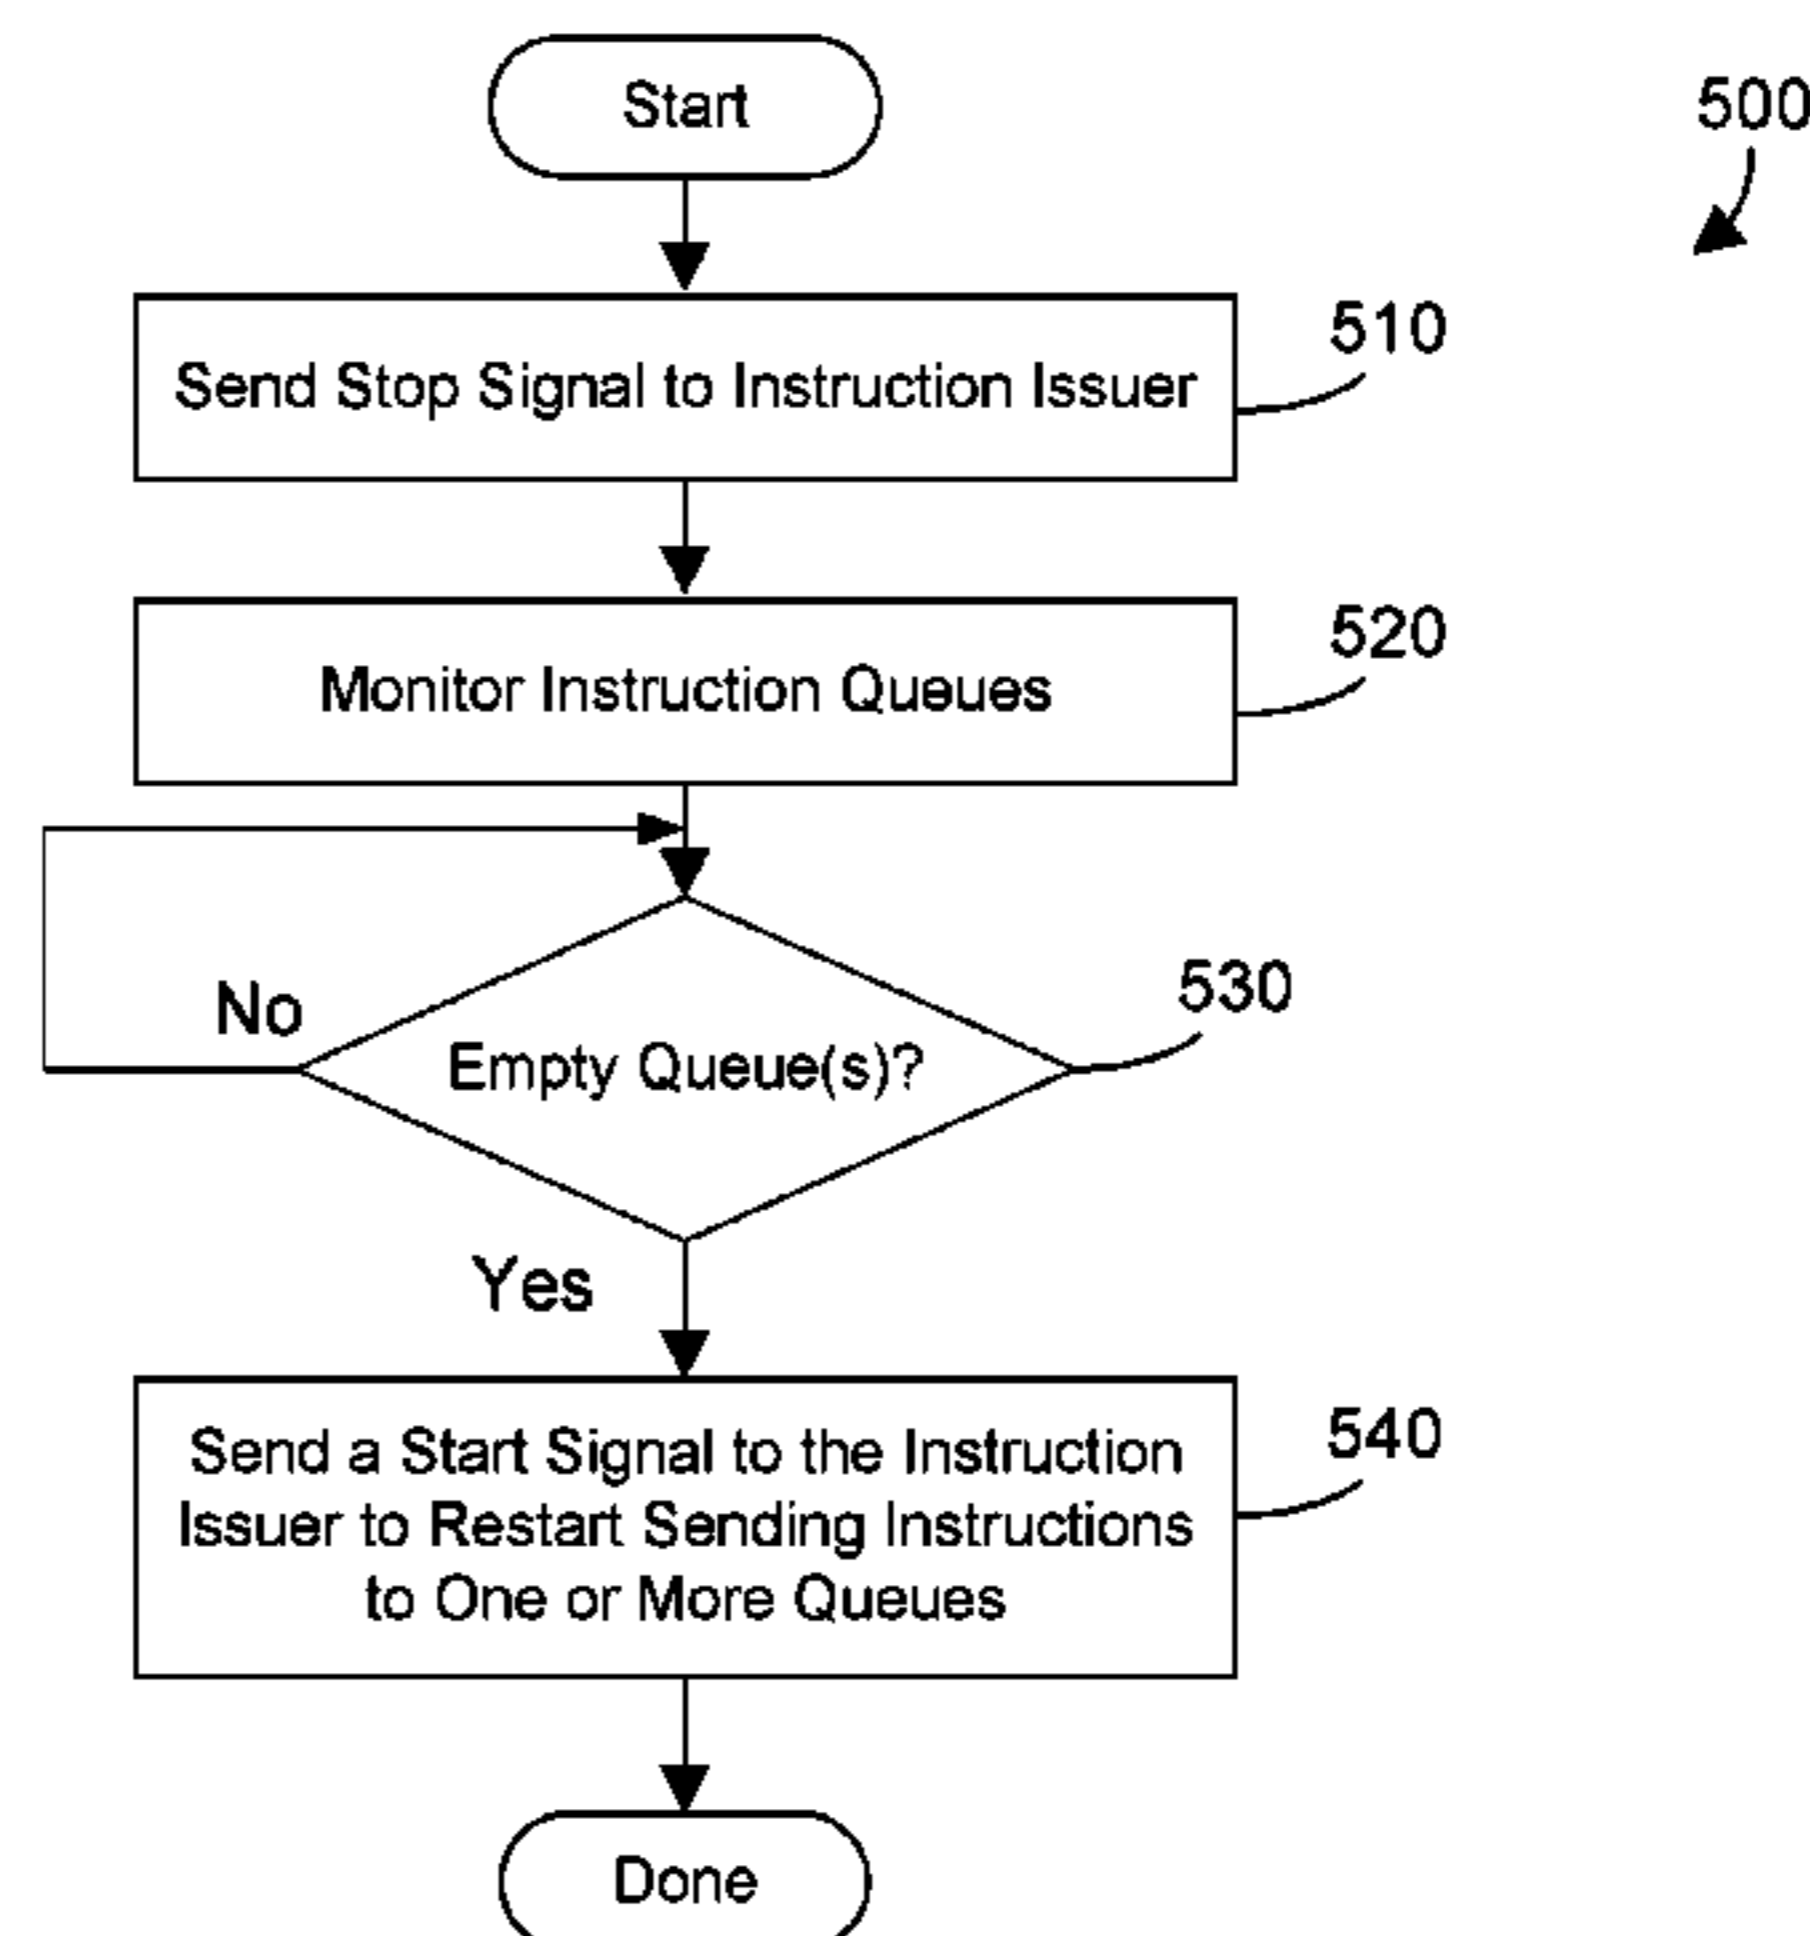 Start
500
Send Stop Signal to Instruction Issuer
510
Monitor Instruction Queues
520
No
Empty Queue(s)?
530
Yes
Send a Start Signal to the Instruction
Issuer to Restart Sending Instructions
to One or More Queues
540
Done